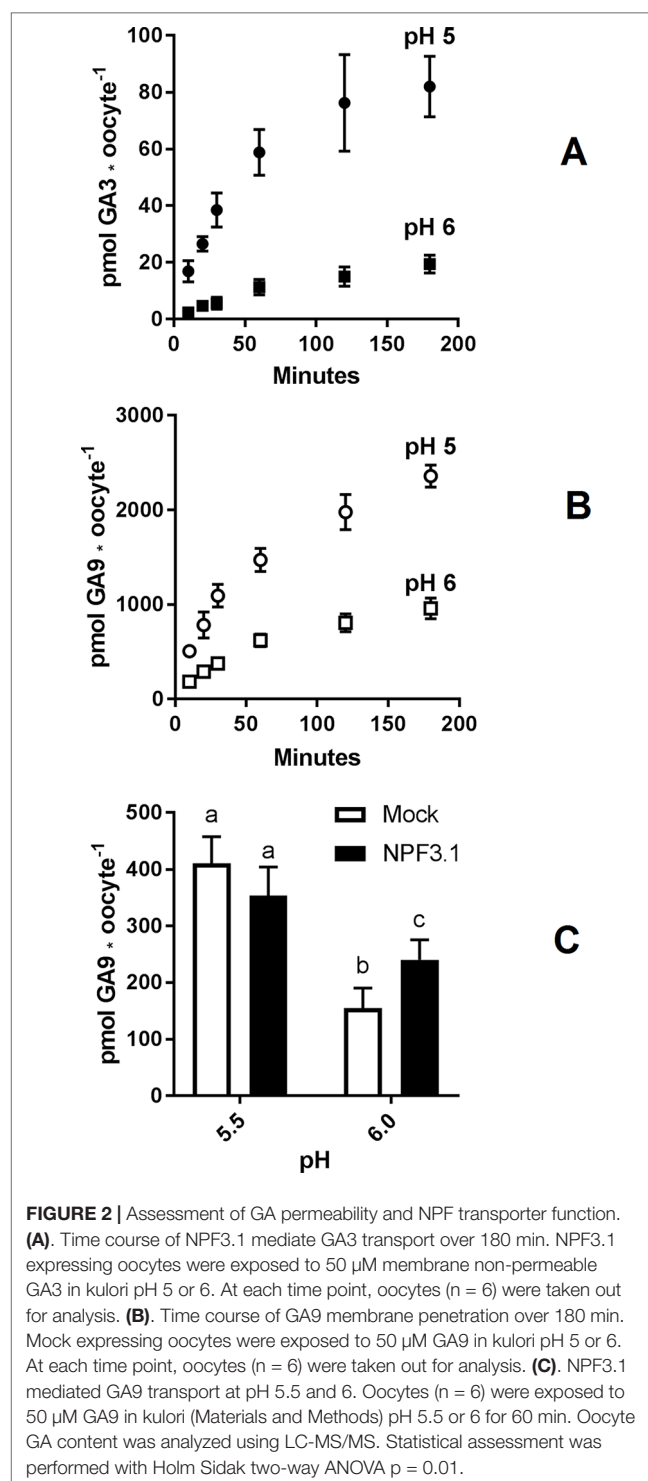 100
80
60
40
20
0
pmol GA3 * oocyte-1
pH 5
pH 6
0 50 100 150 200
Minutes
A
3000
2000
1000
0
pmol GA9 * oocyte-1
pH 5
pH 6
0 50 100 150 200
Minutes
B
500
400
300
200
100
0
pmol GA9 * oocyte-1
a
a
b
c
Mock
NPF3.1
5.5
6.0
pH
C
FIGURE 2 | Assessment of GA permeability and NPF transporter function.
(A). Time course of NPF3.1 mediate GA3 transport over 180 min. NPF3.1
expressing oocytes were exposed to 50 µM membrane non-permeable
GA3 in kulori pH 5 or 6. At each time point, oocytes (n = 6) were taken out
for analysis. (B). Time course of GA9 membrane penetration over 180 min.
Mock expressing oocytes were exposed to 50 µM GA9 in kulori pH 5 or 6.
At each time point, oocytes (n = 6) were taken out for analysis. (C). NPF3.1
mediated GA9 transport at pH 5.5 and 6. Oocytes (n = 6) were exposed to
50 µM GA9 in kulori (Materials and Methods) pH 5.5 or 6 for 60 min. Oocyte
GA content was analyzed using LC-MS/MS. Statistical assessment was
performed with Holm Sidak two-way ANOVA p = 0.01.